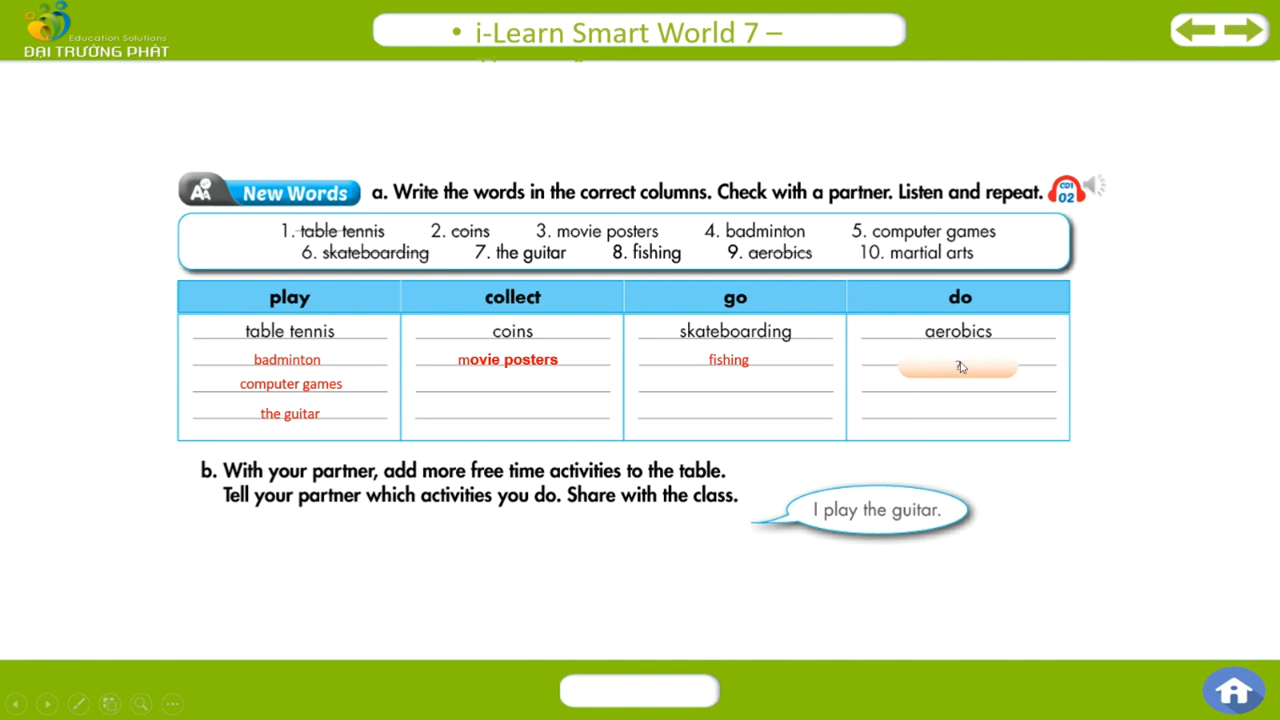 Education Solutions
ĐẠI TRƯỜNG PHÁT
• i-Learn Smart World 7 –
New Words a. Write the words in the correct columns. Check with a partner. Listen and repeat. CD1 02
1. table tennis 2. coins 3. movie posters 4. badminton 5. computer games
6. skateboarding 7. the guitar 8. fishing 9. aerobics 10. martial arts
play collect go do
table tennis coins skateboarding aerobics
badminton movie posters fishing ?
computer games
the guitar
b. With your partner, add more free time activities to the table.
Tell your partner which activities you do. Share with the class.
I play the guitar.